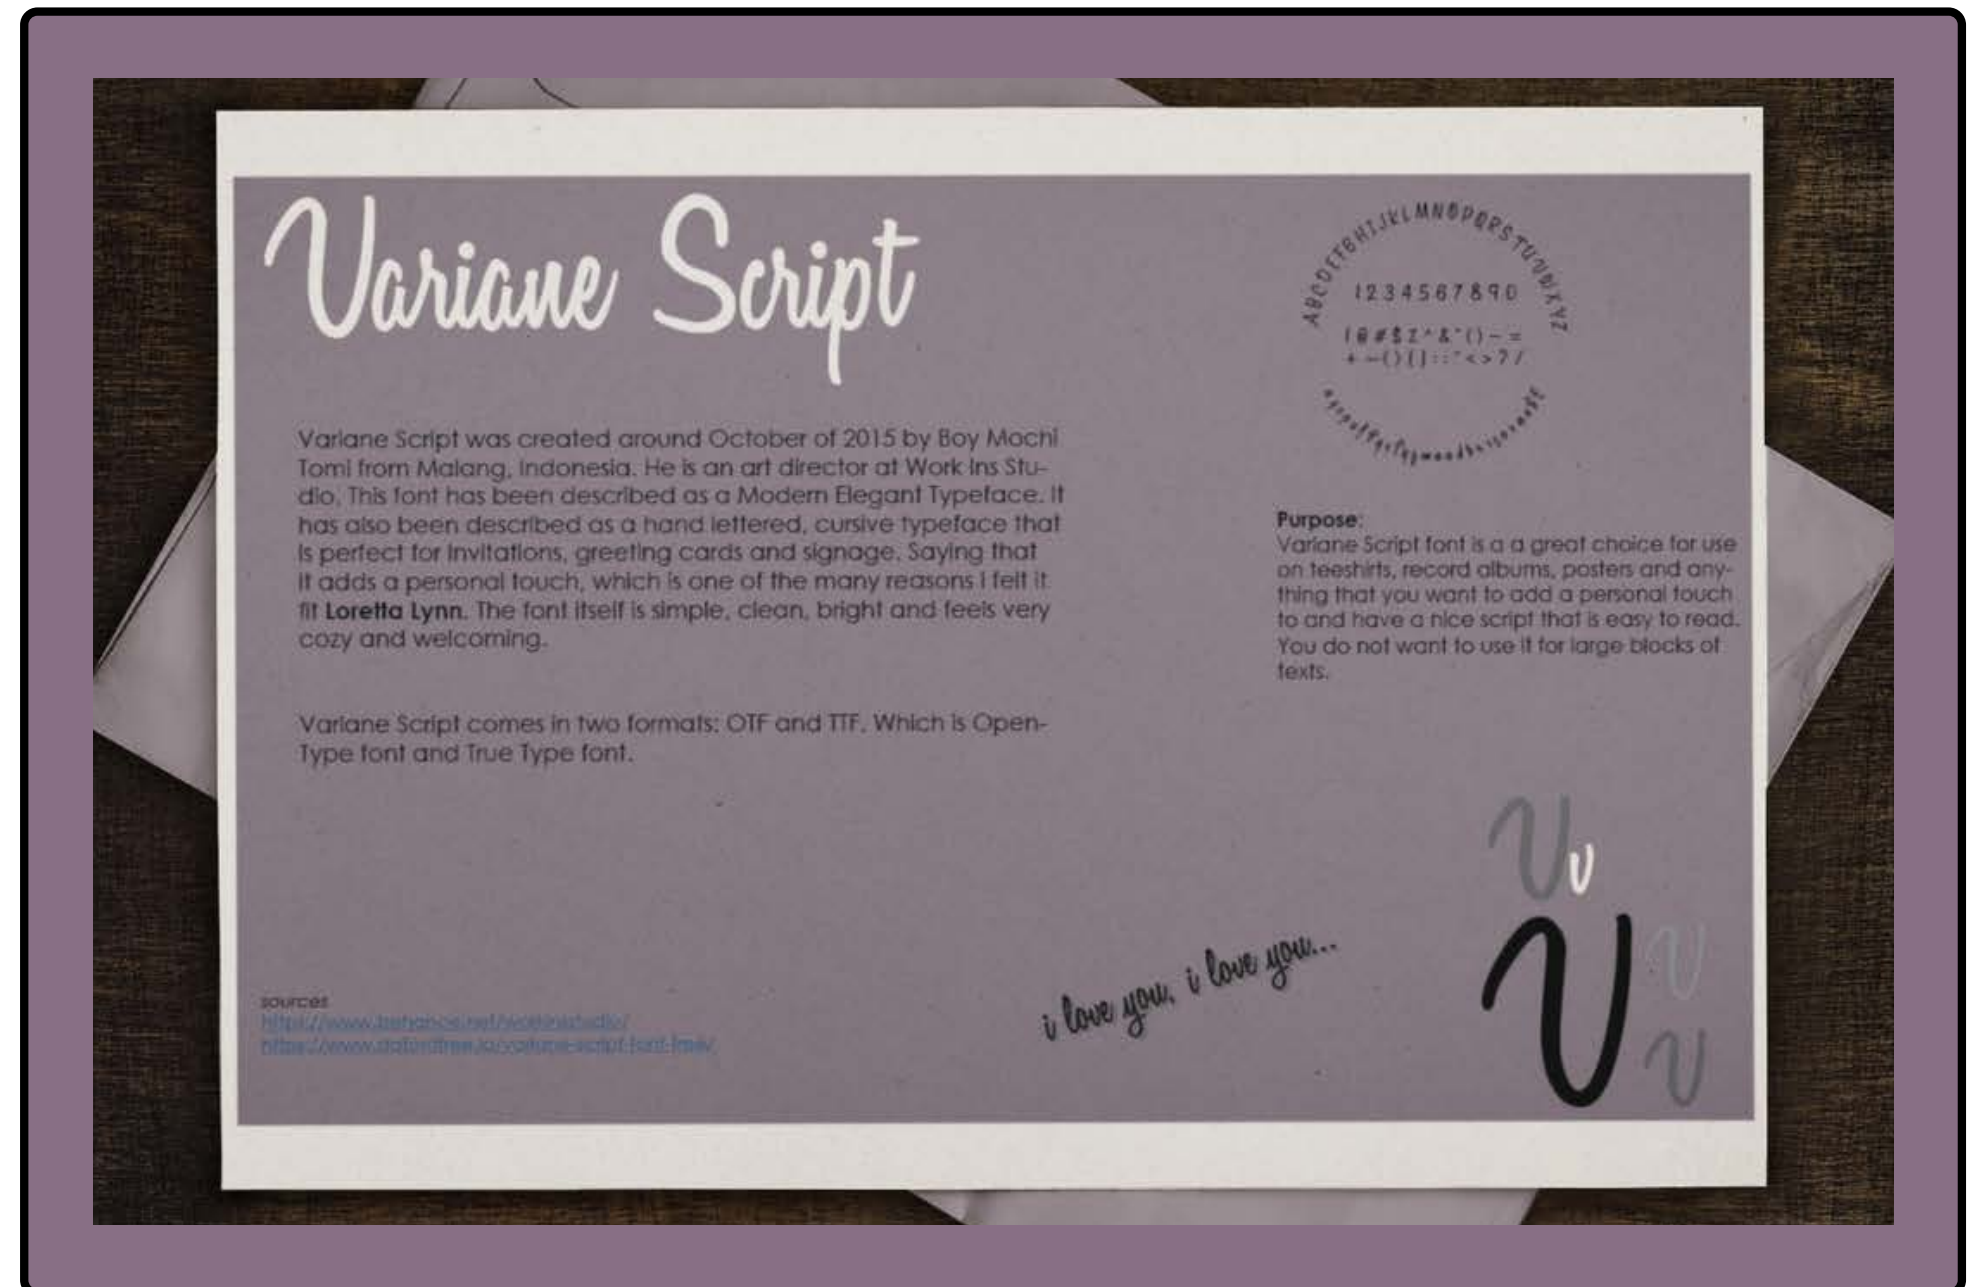 Variane Script
Variane Script was created around October of 2015 by Boy Mochi
Tomi from Malang, Indonesia. He is an art director at Work Ins Stu-
dio. This font has been described as a Modern Elegant Typeface. It
has also been described as a hand lettered, cursive typeface that
is perfect for invitations, greeting cards and signage. Saying that
it adds a personal touch, which is one of the many reasons I felt it
fit Loretta Lynn. The font itself is simple, clean, bright and feels very
cozy and welcoming.
Variane Script comes in two formats: OTF and TTF. Which is Open-
Type font and True Type font.
sources
ABCDEFGHIJKLMNOPQRSTUVWXYZ
1234567890
Purpose:
Variane Script font is a a great choice for use
on teeshirts, record albums, posters and any-
thing that you want to add a personal touch
to and have a nice script that is easy to read.
You do not want to use it for large blocks of
texts.
i love you, i love you...
V v
V V
V